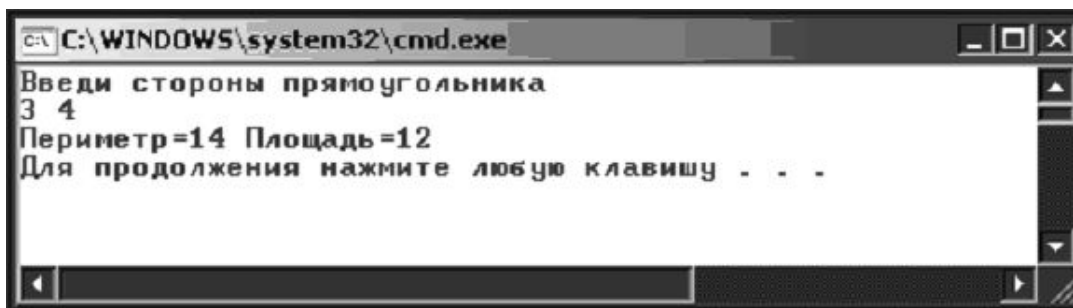 C:\WINDOWS\system32\cmd.exe
Введи стороны прямоугольника
3 4
Периметр=14 Площадь=12
Для продолжения нажмите любую клавишу . . .